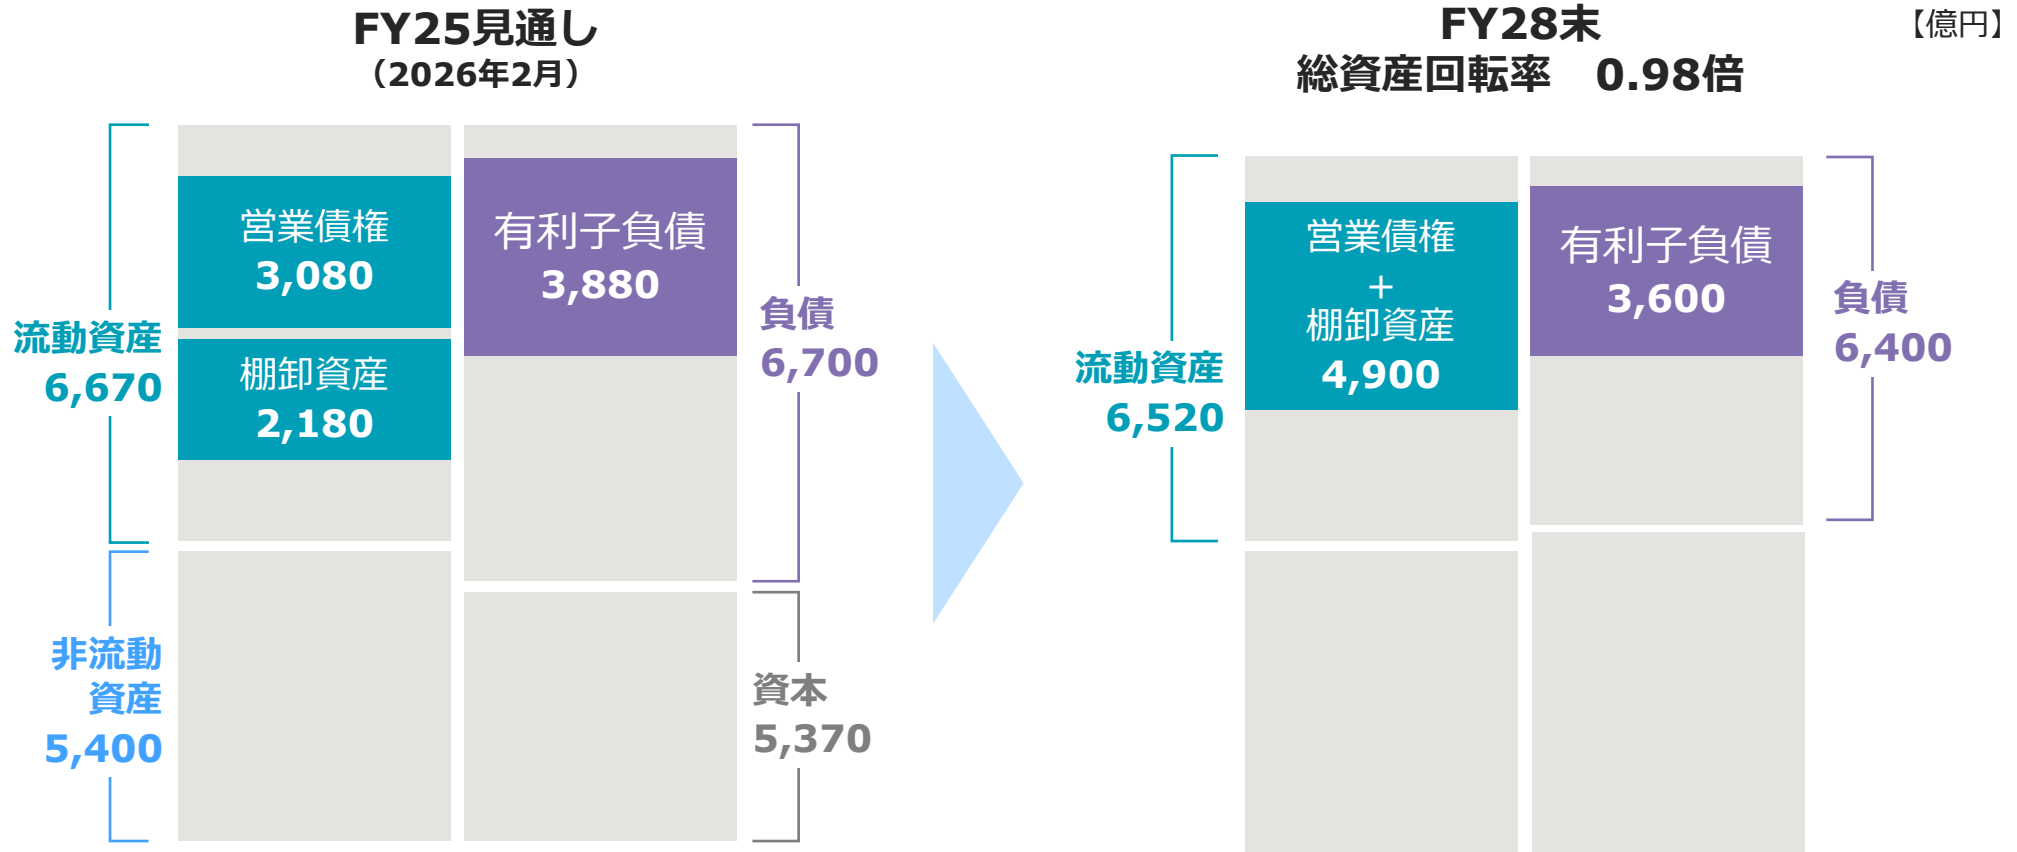 FY25見通し
（2026年2月）
流動資産
6,670
営業債権
3,080
棚卸資産
2,180
非流動
資産
5,400
有利子負債
3,880
負債
6,700
資本
5,370
FY28末
総資産回転率　0.98倍
【億円】
流動資産
6,520
営業債権
＋
棚卸資産
4,900
有利子負債
3,600
負債
6,400